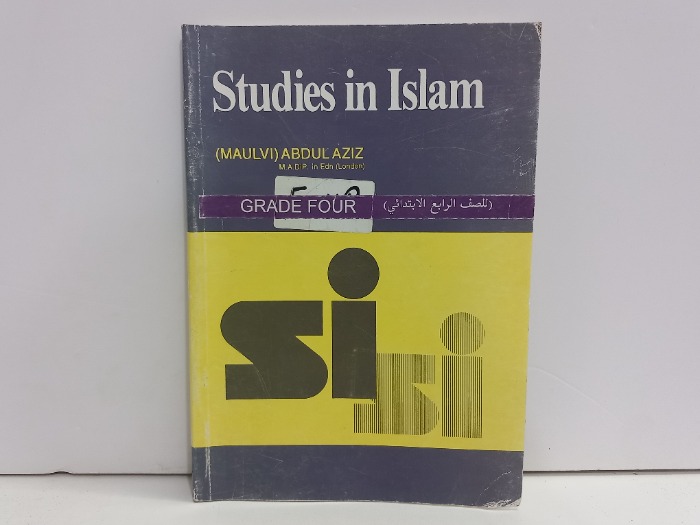 Studies in Islam
(MAULVI) ABDUL AZIZ
M.A.D.P. in Edn (London)
GRADE FOUR (للصف الرابع الابتدائي)
si
si